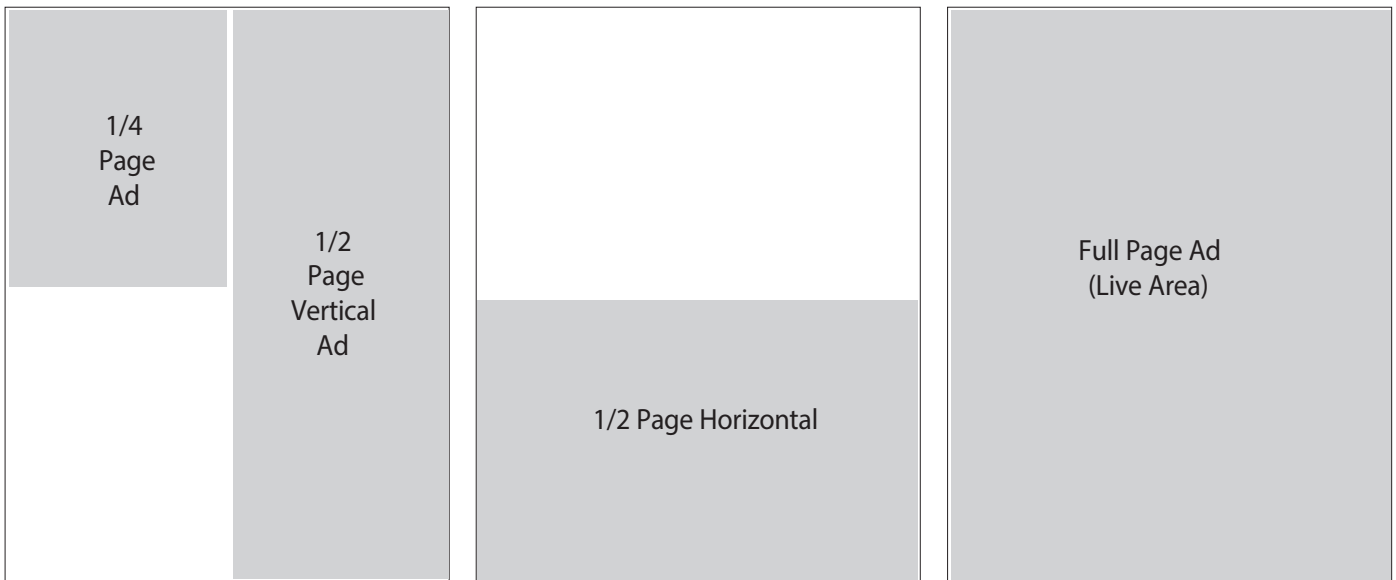 1/4
Page
Ad
1/2
Page
Vertical
Ad
1/2 Page Horizontal
Full Page Ad
(Live Area)